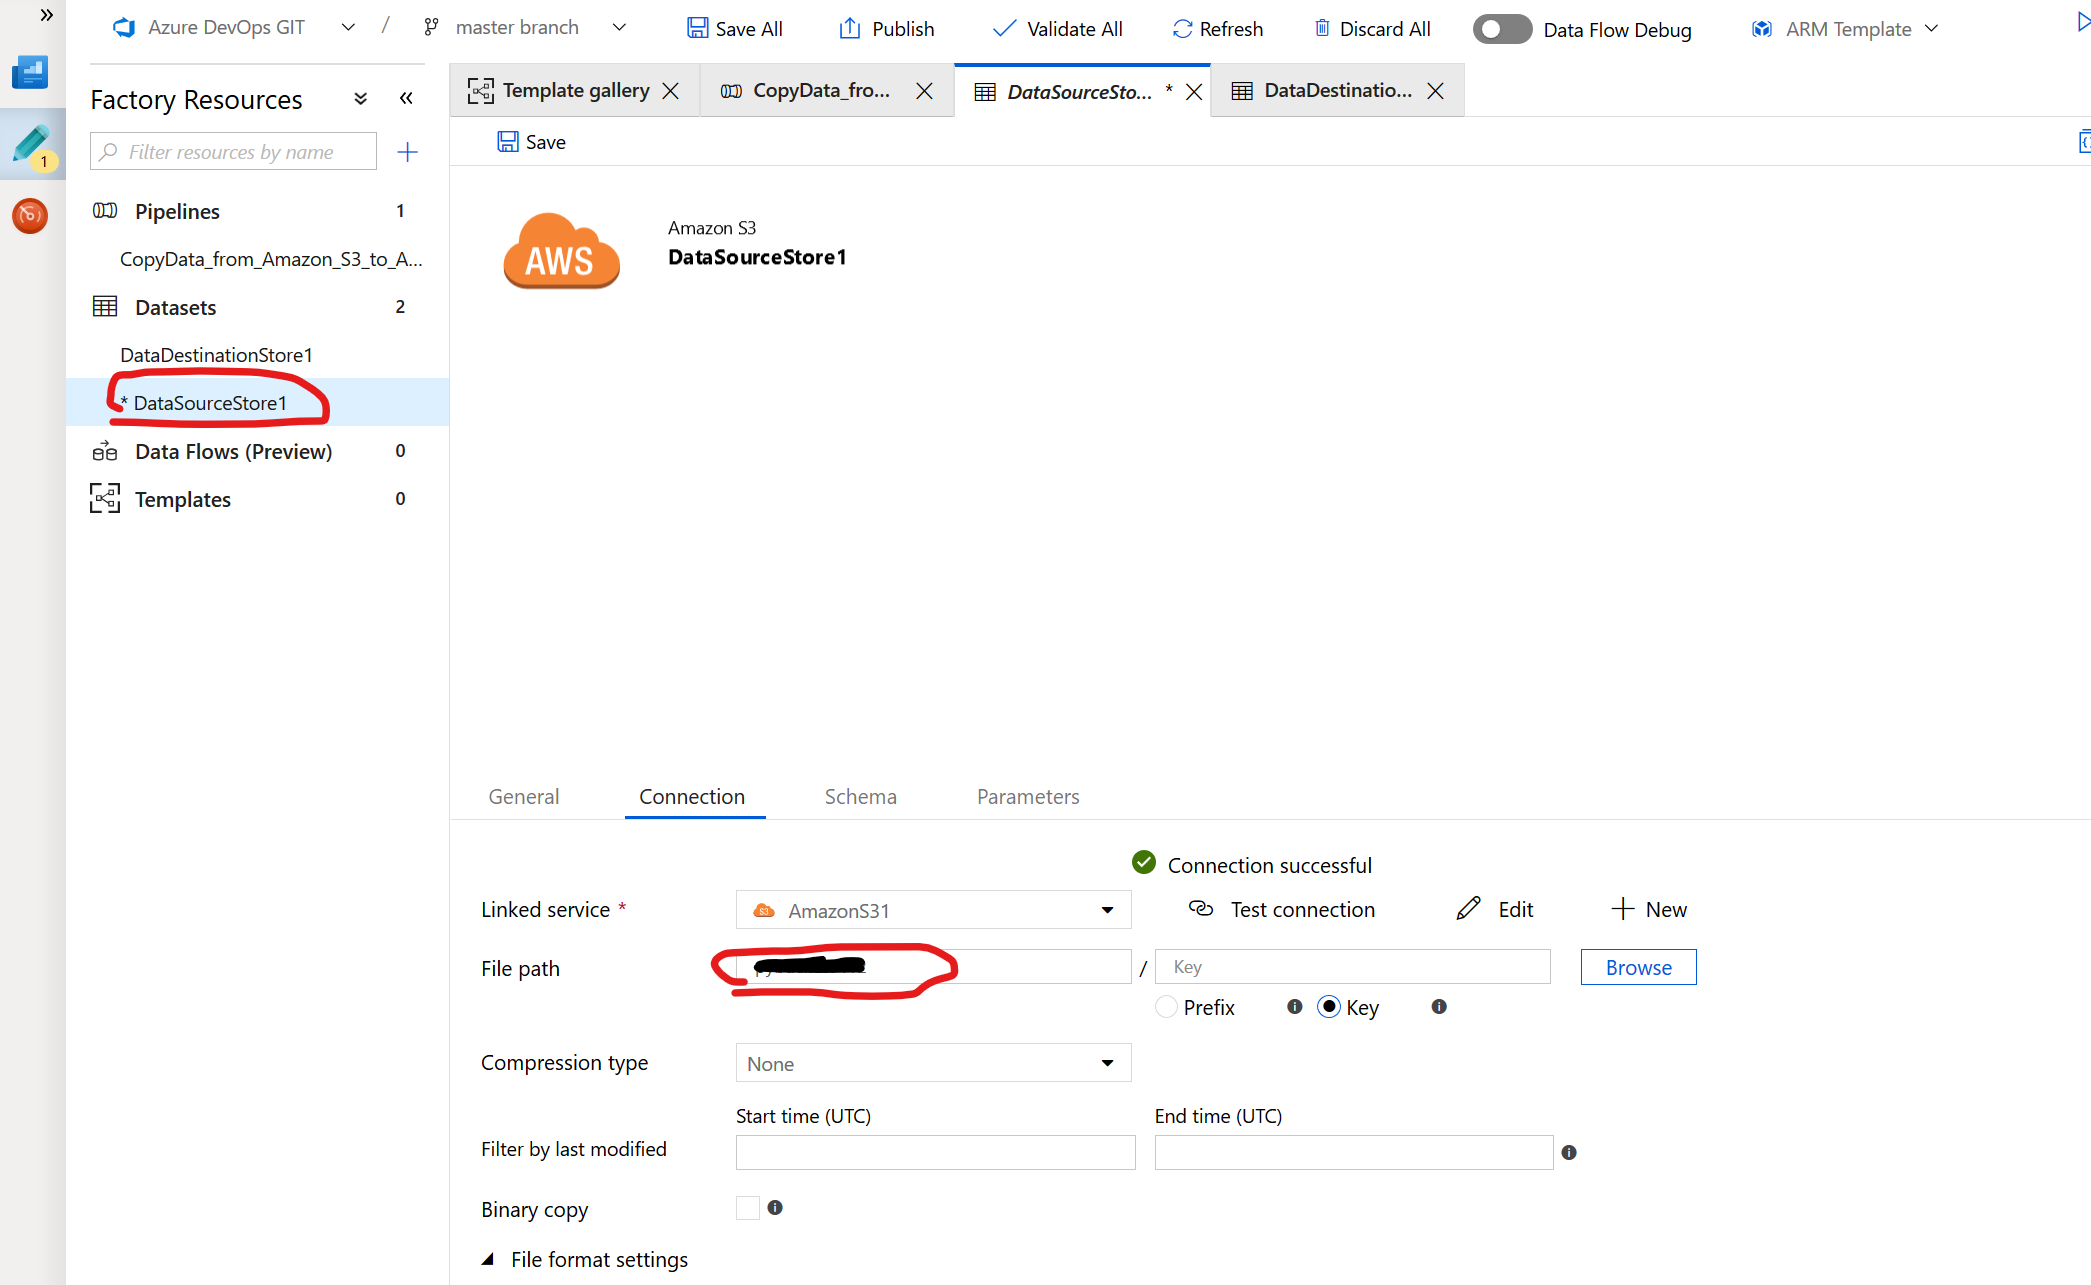 Azure DevOps GIT / master branch Save All Publish Validate All Refresh Discard All Data Flow Debug ARM Template
1
Factory Resources
Filter resources by name
Pipelines 1
CopyData_from_Amazon_S3_to_A...
Datasets 2
DataDestinationStore1
* DataSourceStore1
Data Flows (Preview) 0
Templates 0
Template gallery CopyData_fro... DataSourceSto... * DataDestinatio...
Save
AWS
Amazon S3
DataSourceStore1
General Connection Schema Parameters
Connection successful
Linked service * S3 AmazonS31 Test connection Edit New
File path / Key Browse
Prefix Key
Compression type None
Start time (UTC) End time (UTC)
Filter by last modified
Binary copy
File format settings